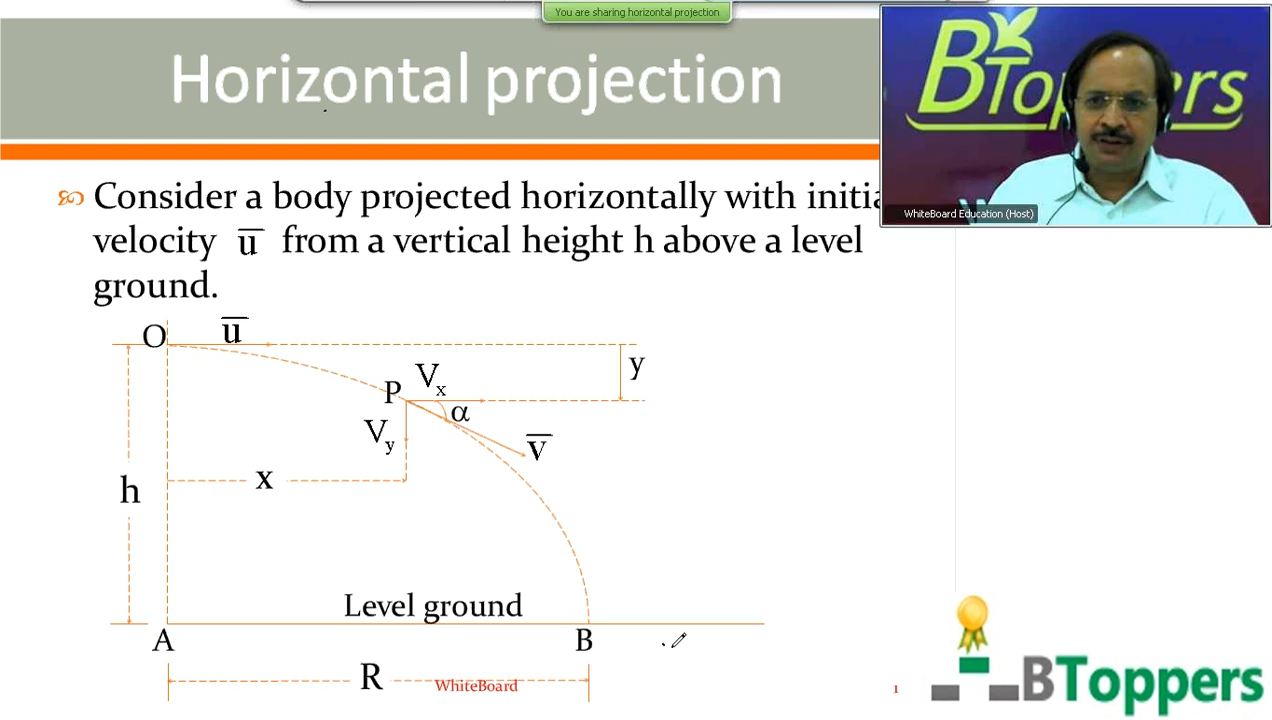 You are sharing horizontal projection
Horizontal projection
BToppers
WhiteBoard Education (Host)
Consider a body projected horizontally with initia
velocity u̅ from a vertical height h above a level
ground.
O
u̅
y
P
Vx
α
Vy
v̅
x
h
Level ground
A
B
R
WhiteBoard
1
BToppers